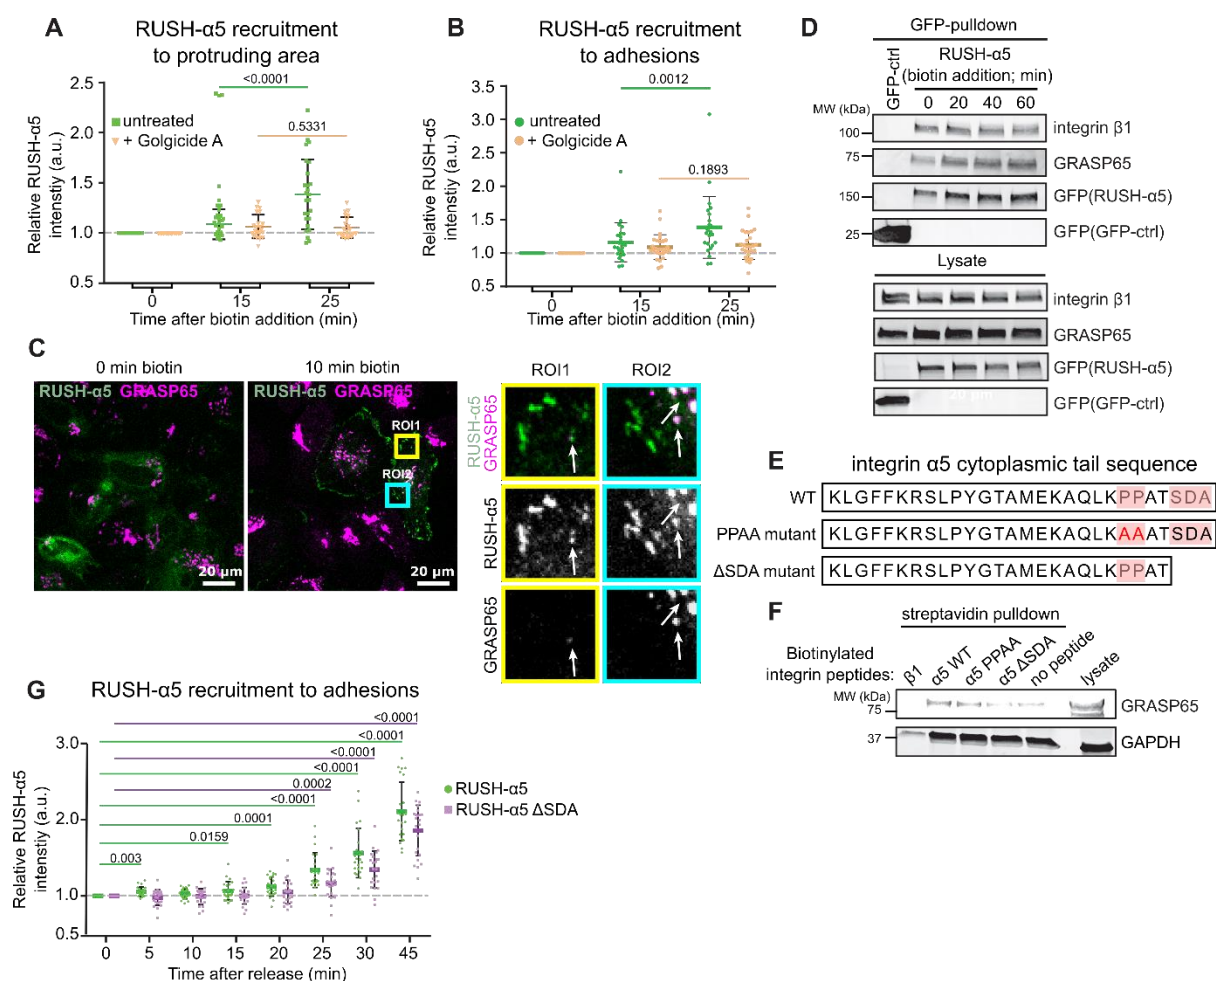 A
RUSH-α5 recruitment
to protruding area
Relative RUSH-α5
intenstiy (a.u.)
2.5
2.0
1.5
1.0
0.5
<0.0001
untreated
0.5331
+ Golgicide A
0
15
25
Time after biotin addition (min)
B
RUSH-α5 recruitment
to adhesions
Relative RUSH-α5
intenstiy (a.u.)
3.5
3.0
2.5
2.0
1.5
1.0
0.5
0.0012
untreated
+ Golgicide A
0.1893
0
15
25
Time after biotin addition (min)
C
0 min biotin
10 min biotin
RUSH-α5 GRASP65
RUSH-α5 GRASP65
ROI1
ROI2
20 µm
20 µm
ROI1
ROI2
RUSH-α5
GRASP65
RUSH-α5
GRASP65
D
GFP-pulldown
GFP-ctrl
RUSH-α5
(biotin addition; min)
MW (kDa)
0 20 40 60
100
integrin β1
75
GRASP65
150
GFP(RUSH-α5)
25
GFP(GFP-ctrl)
Lysate
integrin β1
GRASP65
GFP(RUSH-α5)
20 µm
GFP(GFP-ctrl)
E
integrin α5 cytoplasmic tail sequence
WT KLGFFKRSLPYGTAMEKAQLKPPATSDA
PPAA mutant KLGFFKRSLPYGTAMEKAQLKAAATSDA
ΔSDA mutant KLGFFKRSLPYGTAMEKAQLKPPAT
F
streptavidin pulldown
Biotinylated
integrin peptides:
β1
α5 WT
α5 PPAA
α5 ΔSDA
no peptide
lysate
MW (kDa)
75
GRASP65
37
GAPDH
G
RUSH-α5 recruitment to adhesions
Relative RUSH-α5
intenstiy (a.u.)
3.0
2.0
1.0
0.5
<0.0001
<0.0001
<0.0001
<0.0001
0.0002
<0.0001
0.0001
0.0159
0.003
RUSH-α5
RUSH-α5 ΔSDA
0 5 10 15 20 25 30 45
Time after release (min)